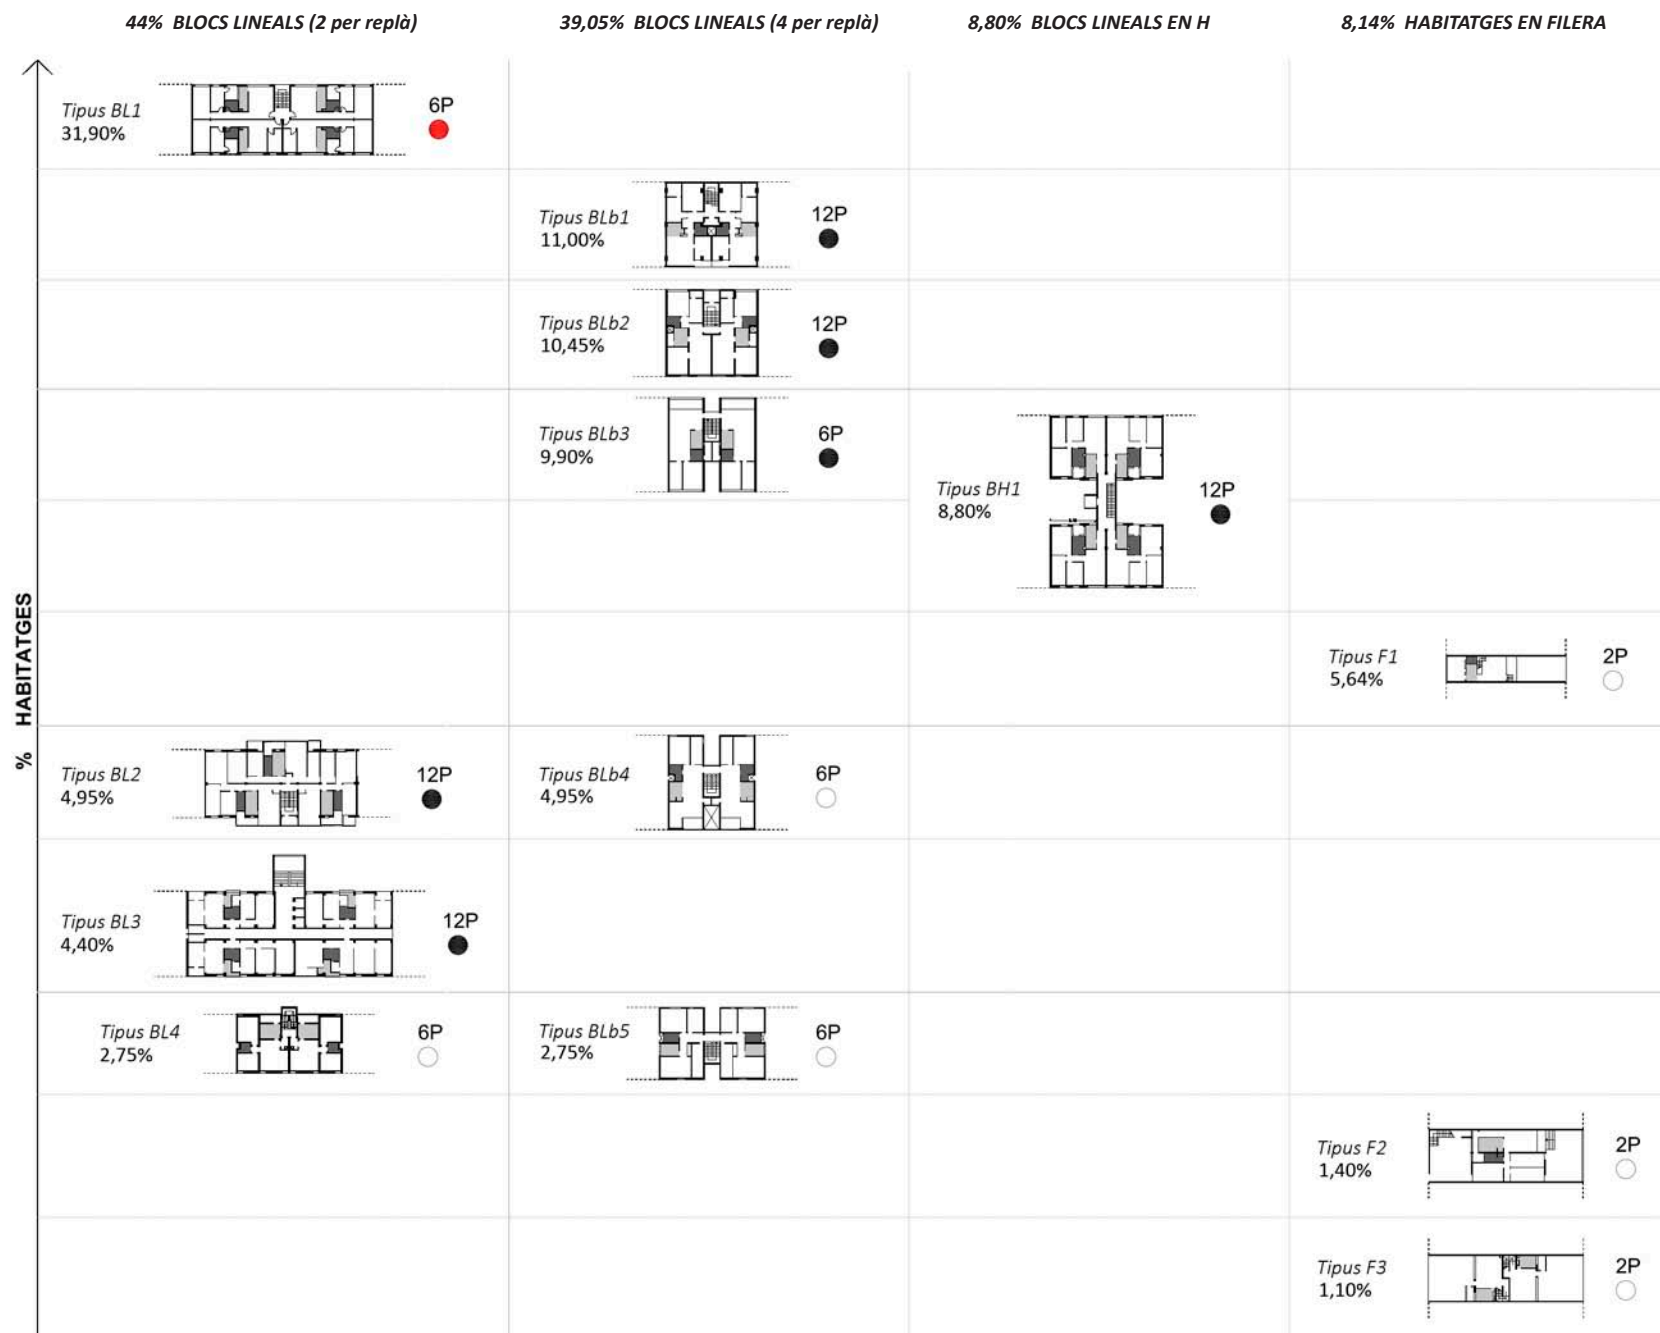 44% BLOCS LINEALS (2 per replà)
39,05% BLOCS LINEALS (4 per replà)
8,80% BLOCS LINEALS EN H
8,14% HABITATGES EN FILERA
% HABITATGES
Tipus BL1
31,90%
6P
Tipus BLb1
11,00%
12P
Tipus BLb2
10,45%
12P
Tipus BLb3
9,90%
6P
Tipus BH1
8,80%
12P
Tipus F1
5,64%
2P
Tipus BL2
4,95%
12P
Tipus BLb4
4,95%
6P
Tipus BL3
4,40%
12P
Tipus BL4
2,75%
6P
Tipus BLb5
2,75%
6P
Tipus F2
1,40%
2P
Tipus F3
1,10%
2P